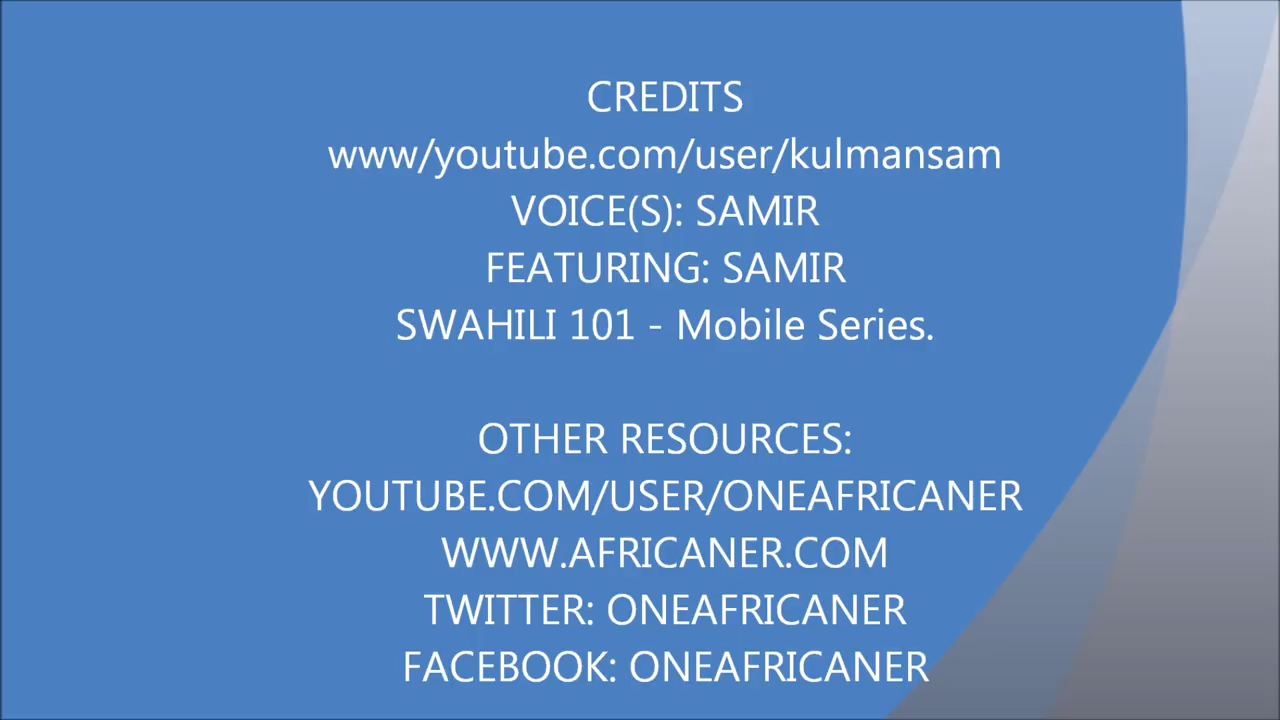 CREDITS
www/youtube.com/user/kulmansam
VOICE(S): SAMIR
FEATURING: SAMIR
SWAHILI 101 - Mobile Series.
OTHER RESOURCES:
YOUTUBE.COM/USER/ONEAFRICANER
WWW.AFRICANER.COM
TWITTER: ONEAFRICANER
FACEBOOK: ONEAFRICANER